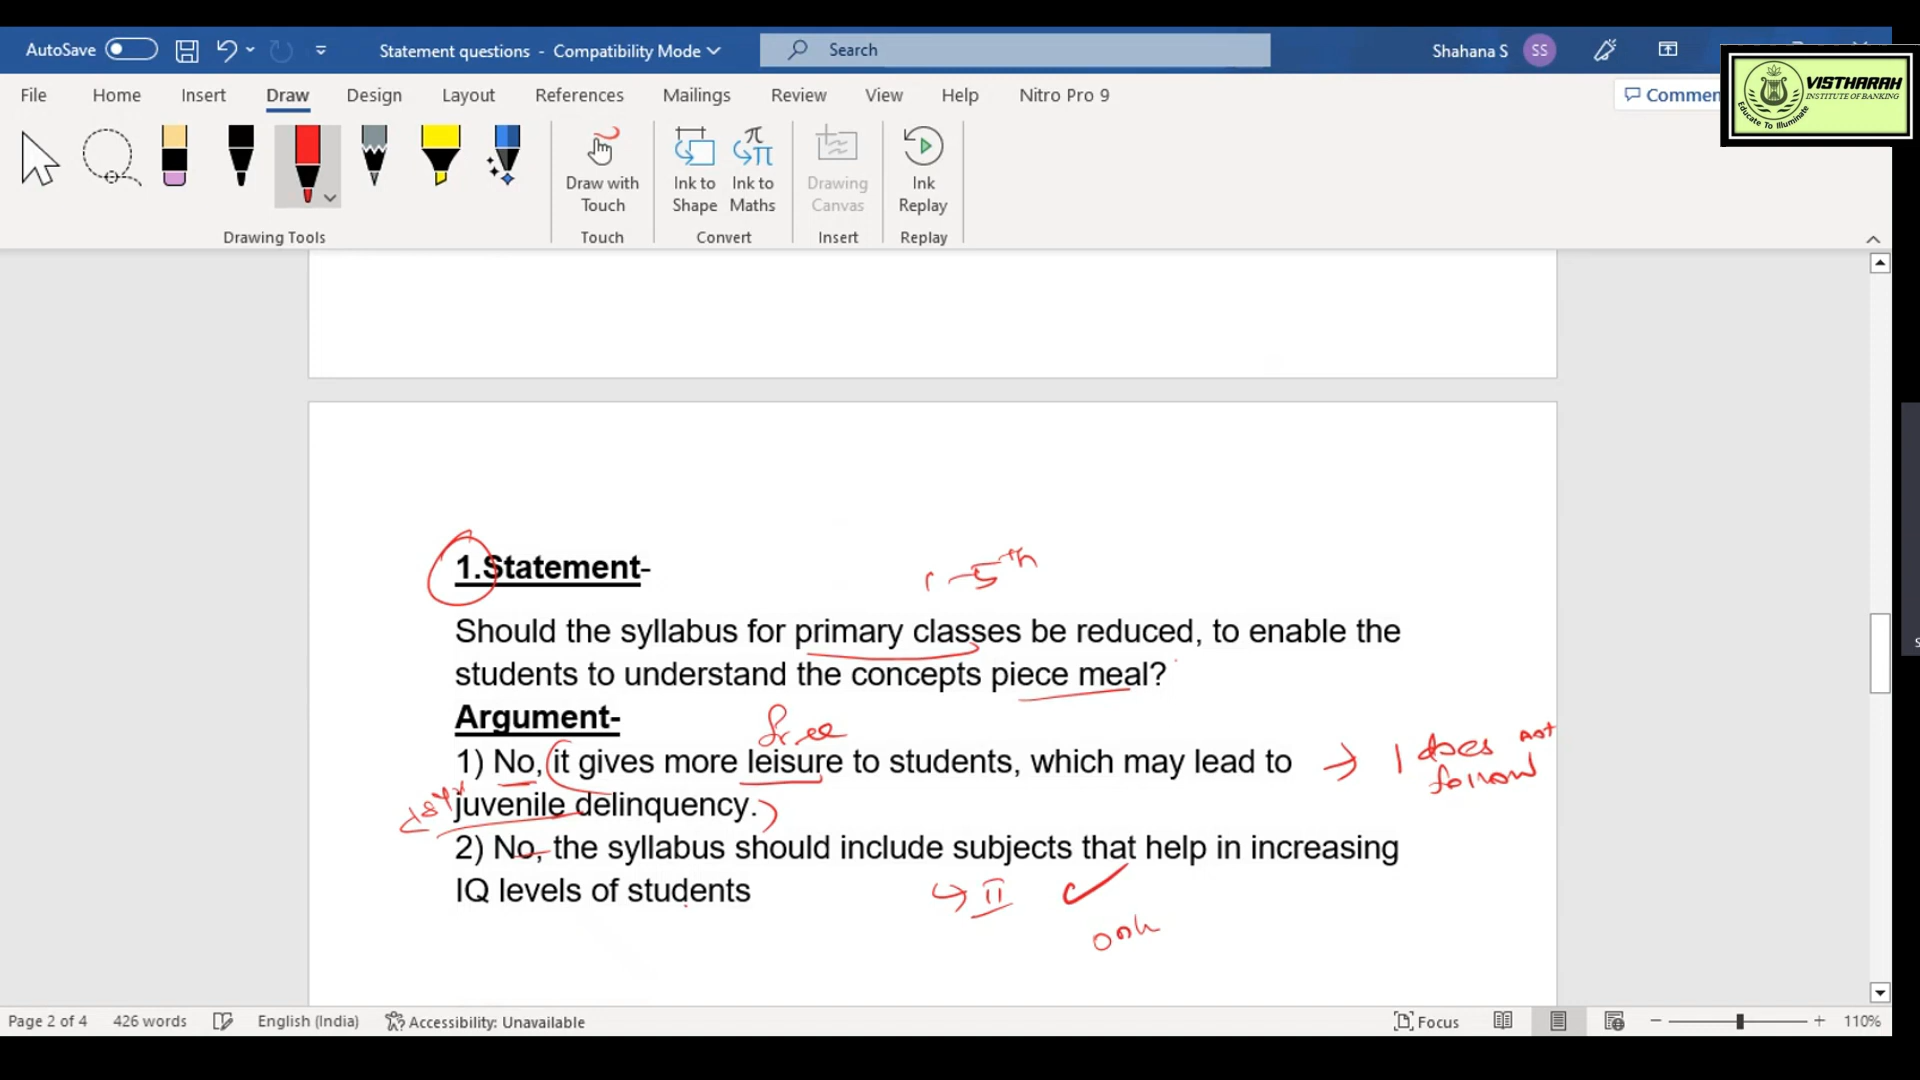 AutoSave Statement questions - Compatibility Mode Search Shahana S SS
File Home Insert Draw Design Layout References Mailings Review View Help Nitro Pro 9 Commen
VISTHARAH
INSTITUTE OF BANKING
Educate To Illuminate
Draw with Touch
Ink to Shape
Ink to Maths
Drawing Canvas
Ink Replay
Drawing Tools Touch Convert Insert Replay
1.Statement-
1-5th
Should the syllabus for primary classes be reduced, to enable the
students to understand the concepts piece meal?
Argument-
free
1) No, it gives more leisure to students, which may lead to
1 does not
follow
juvenile delinquency.
2) No, the syllabus should include subjects that help in increasing
IQ levels of students
II
Page 2 of 4 426 words English (India) Accessibility: Unavailable Focus 110%